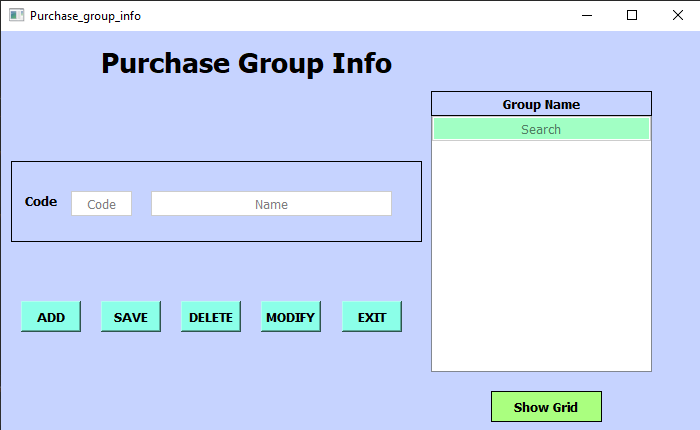 Purchase_group_info
Purchase Group Info
Group Name
Search
Code Code Name
ADD SAVE DELETE MODIFY EXIT
Show Grid